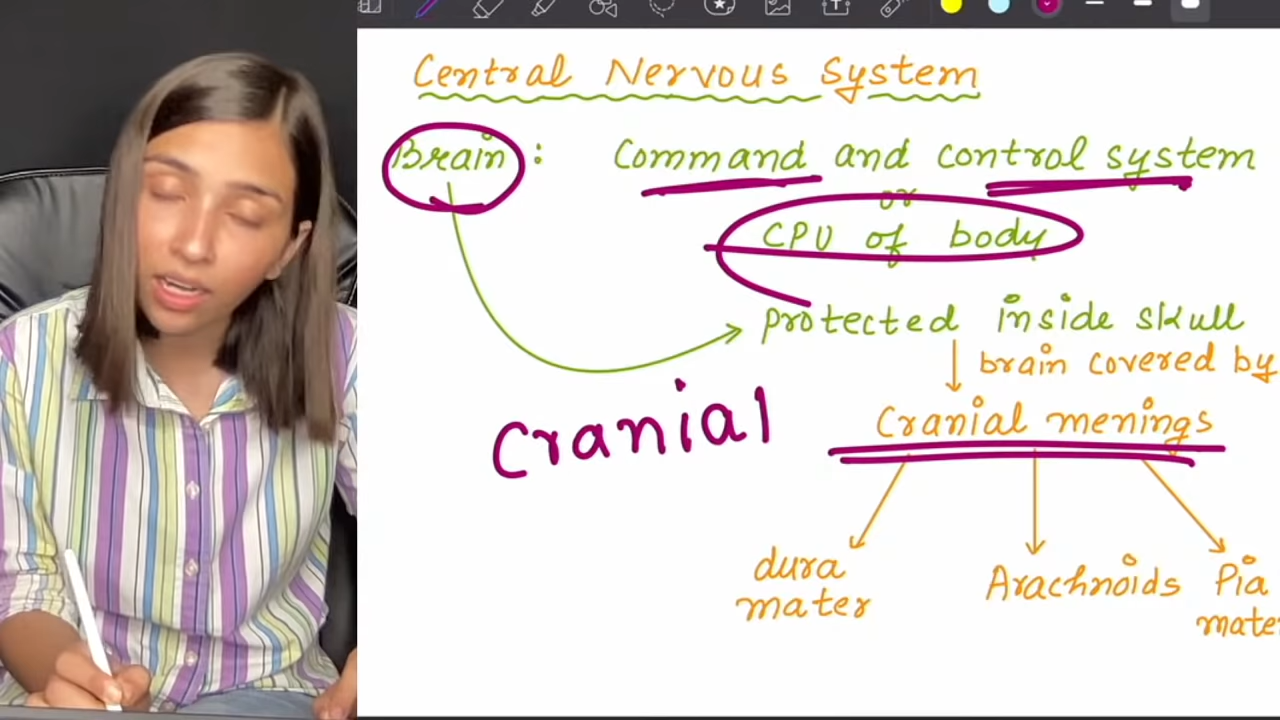 Central Nervous System
Brain : Command and control system
or
CPU of body
protected inside skull
brain covered by
Cranial
Cranial menings
dura
mater
Arachnoids
Pia
mate